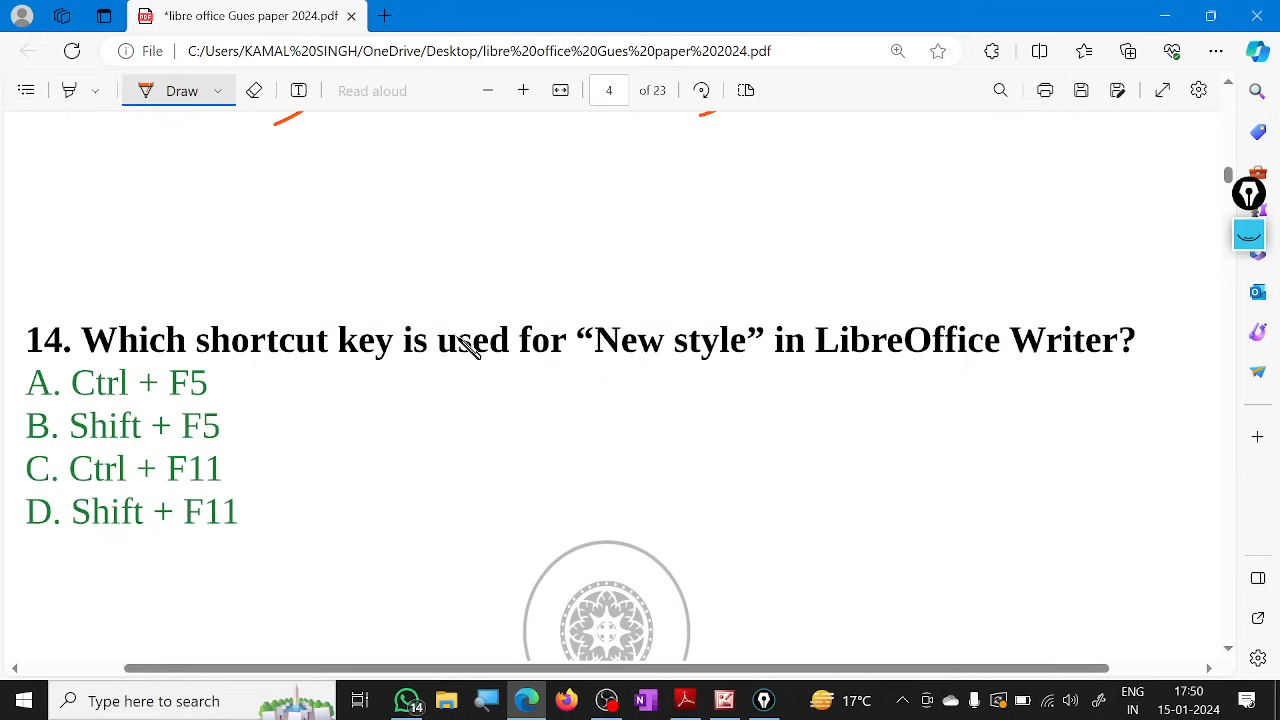 *libre office Gues paper 2024.pdf
File C:/Users/KAMAL%20SINGH/OneDrive/Desktop/libre%20office%20Gues%20paper%202024.pdf
Draw Read aloud 4 of 23
14. Which shortcut key is used for “New style” in LibreOffice Writer?
A. Ctrl + F5
B. Shift + F5
C. Ctrl + F11
D. Shift + F11
Type here to search 14 17°C ENG IN 17:50 15-01-2024